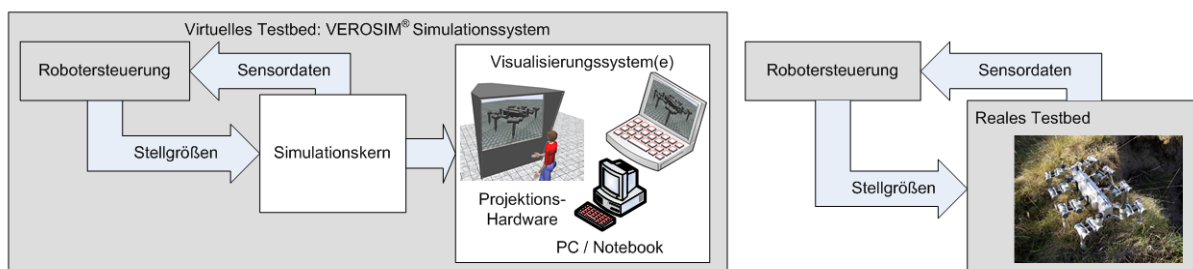 Virtuelles Testbed: VEROSIM® Simulationssystem
Robotersteuerung
Sensordaten
Stellgrößen
Simulationskern
Visualisierungssystem(e)
Projektions-
Hardware
PC / Notebook
Robotersteuerung
Sensordaten
Stellgrößen
Reales Testbed